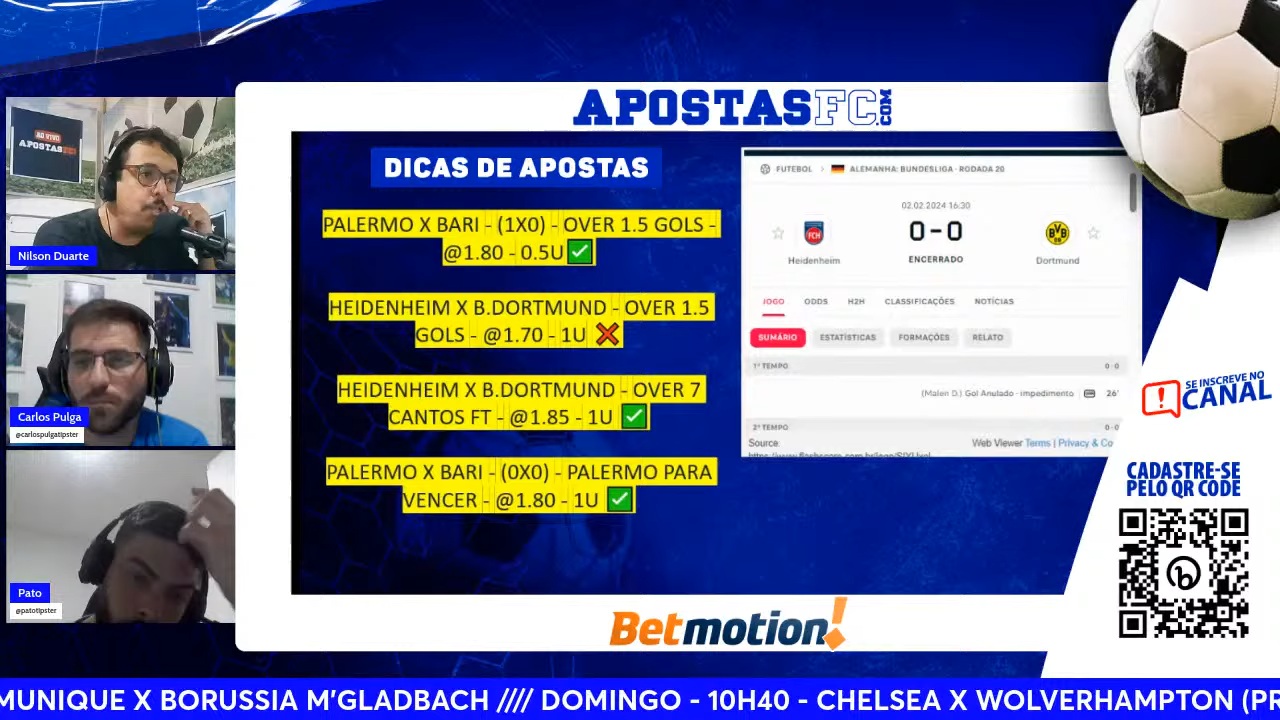 APOSTASFC.COM
DICAS DE APOSTAS
PALERMO X BARI - (1X0) - OVER 1.5 GOLS -
@1.80 - 0.5U ✅
HEIDENHEIM X B.DORTMUND - OVER 1.5
GOLS - @1.70 - 1U ❌
HEIDENHEIM X B.DORTMUND - OVER 7
CANTOS FT - @1.85 - 1U ✅
PALERMO X BARI - (0X0) - PALERMO PARA
VENCER - @1.80 - 1U ✅
FUTEBOL > ALEMANHA: BUNDESLIGA - RODADA 20
02.02.2024 16:30
FCH
0-0
BVB
09
Heidenheim
ENCERRADO
Dortmund
JOGO ODDS H2H CLASSIFICAÇÕES NOTÍCIAS
SUMÁRIO ESTATÍSTICAS FORMAÇÕES RELATO
1º TEMPO 0-0
(Malen D.) Gol Anulado - impedimento 26'
2º TEMPO 0-0
Source:
Web Viewer Terms | Privacy & Co
AO VIVO
APOSTASFC
Nilson Duarte
Carlos Pulga
@carlospulgatipster
Pato
@patotipster
SE INSCREVE NO
CANAL
CADASTRE-SE
PELO QR CODE
b
Betmotion!
MUNIQUE X BORUSSIA M'GLADBACH //// DOMINGO - 10H40 - CHELSEA X WOLVERHAMPTON (PR